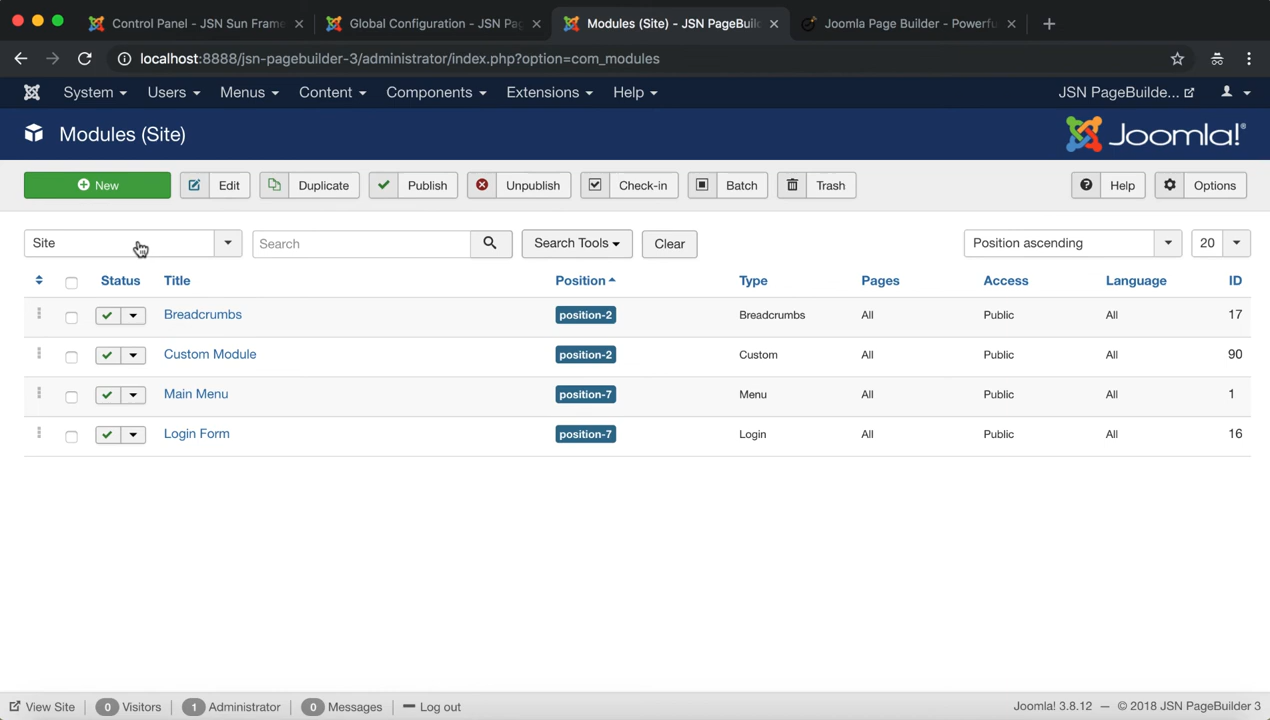 Control Panel - JSN Sun Frame
Global Configuration - JSN Pag
Modules (Site) - JSN PageBuil
Joomla Page Builder - Powerfu
localhost:8888/jsn-pagebuilder-3/administrator/index.php?option=com_modules
System Users Menus Content Components Extensions Help JSN PageBuilde...
Modules (Site) Joomla!®
New Edit Duplicate Publish Unpublish Check-in Batch Trash Help Options
Site Search Search Tools Clear Position ascending 20
Status Title Position Type Pages Access Language ID
Breadcrumbs position-2 Breadcrumbs All Public All 17
Custom Module position-2 Custom All Public All 90
Main Menu position-7 Menu All Public All 1
Login Form position-7 Login All Public All 16
View Site 0 Visitors 1 Administrator 0 Messages Log out Joomla! 3.8.12 — © 2018 JSN PageBuilder 3